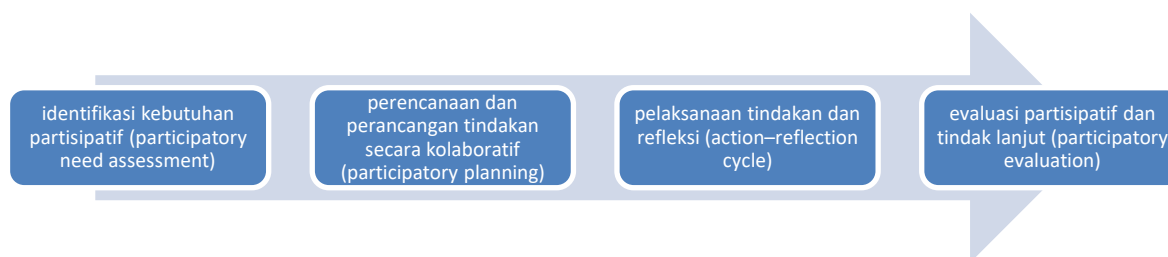 identifikasi kebutuhan
partisipatif (participatory
need assessment)
perencanaan dan
perancangan tindakan
secara kolaboratif
(participatory planning)
pelaksanaan tindakan dan
refleksi (action–reflection
cycle)
evaluasi partisipatif dan
tindak lanjut (participatory
evaluation)